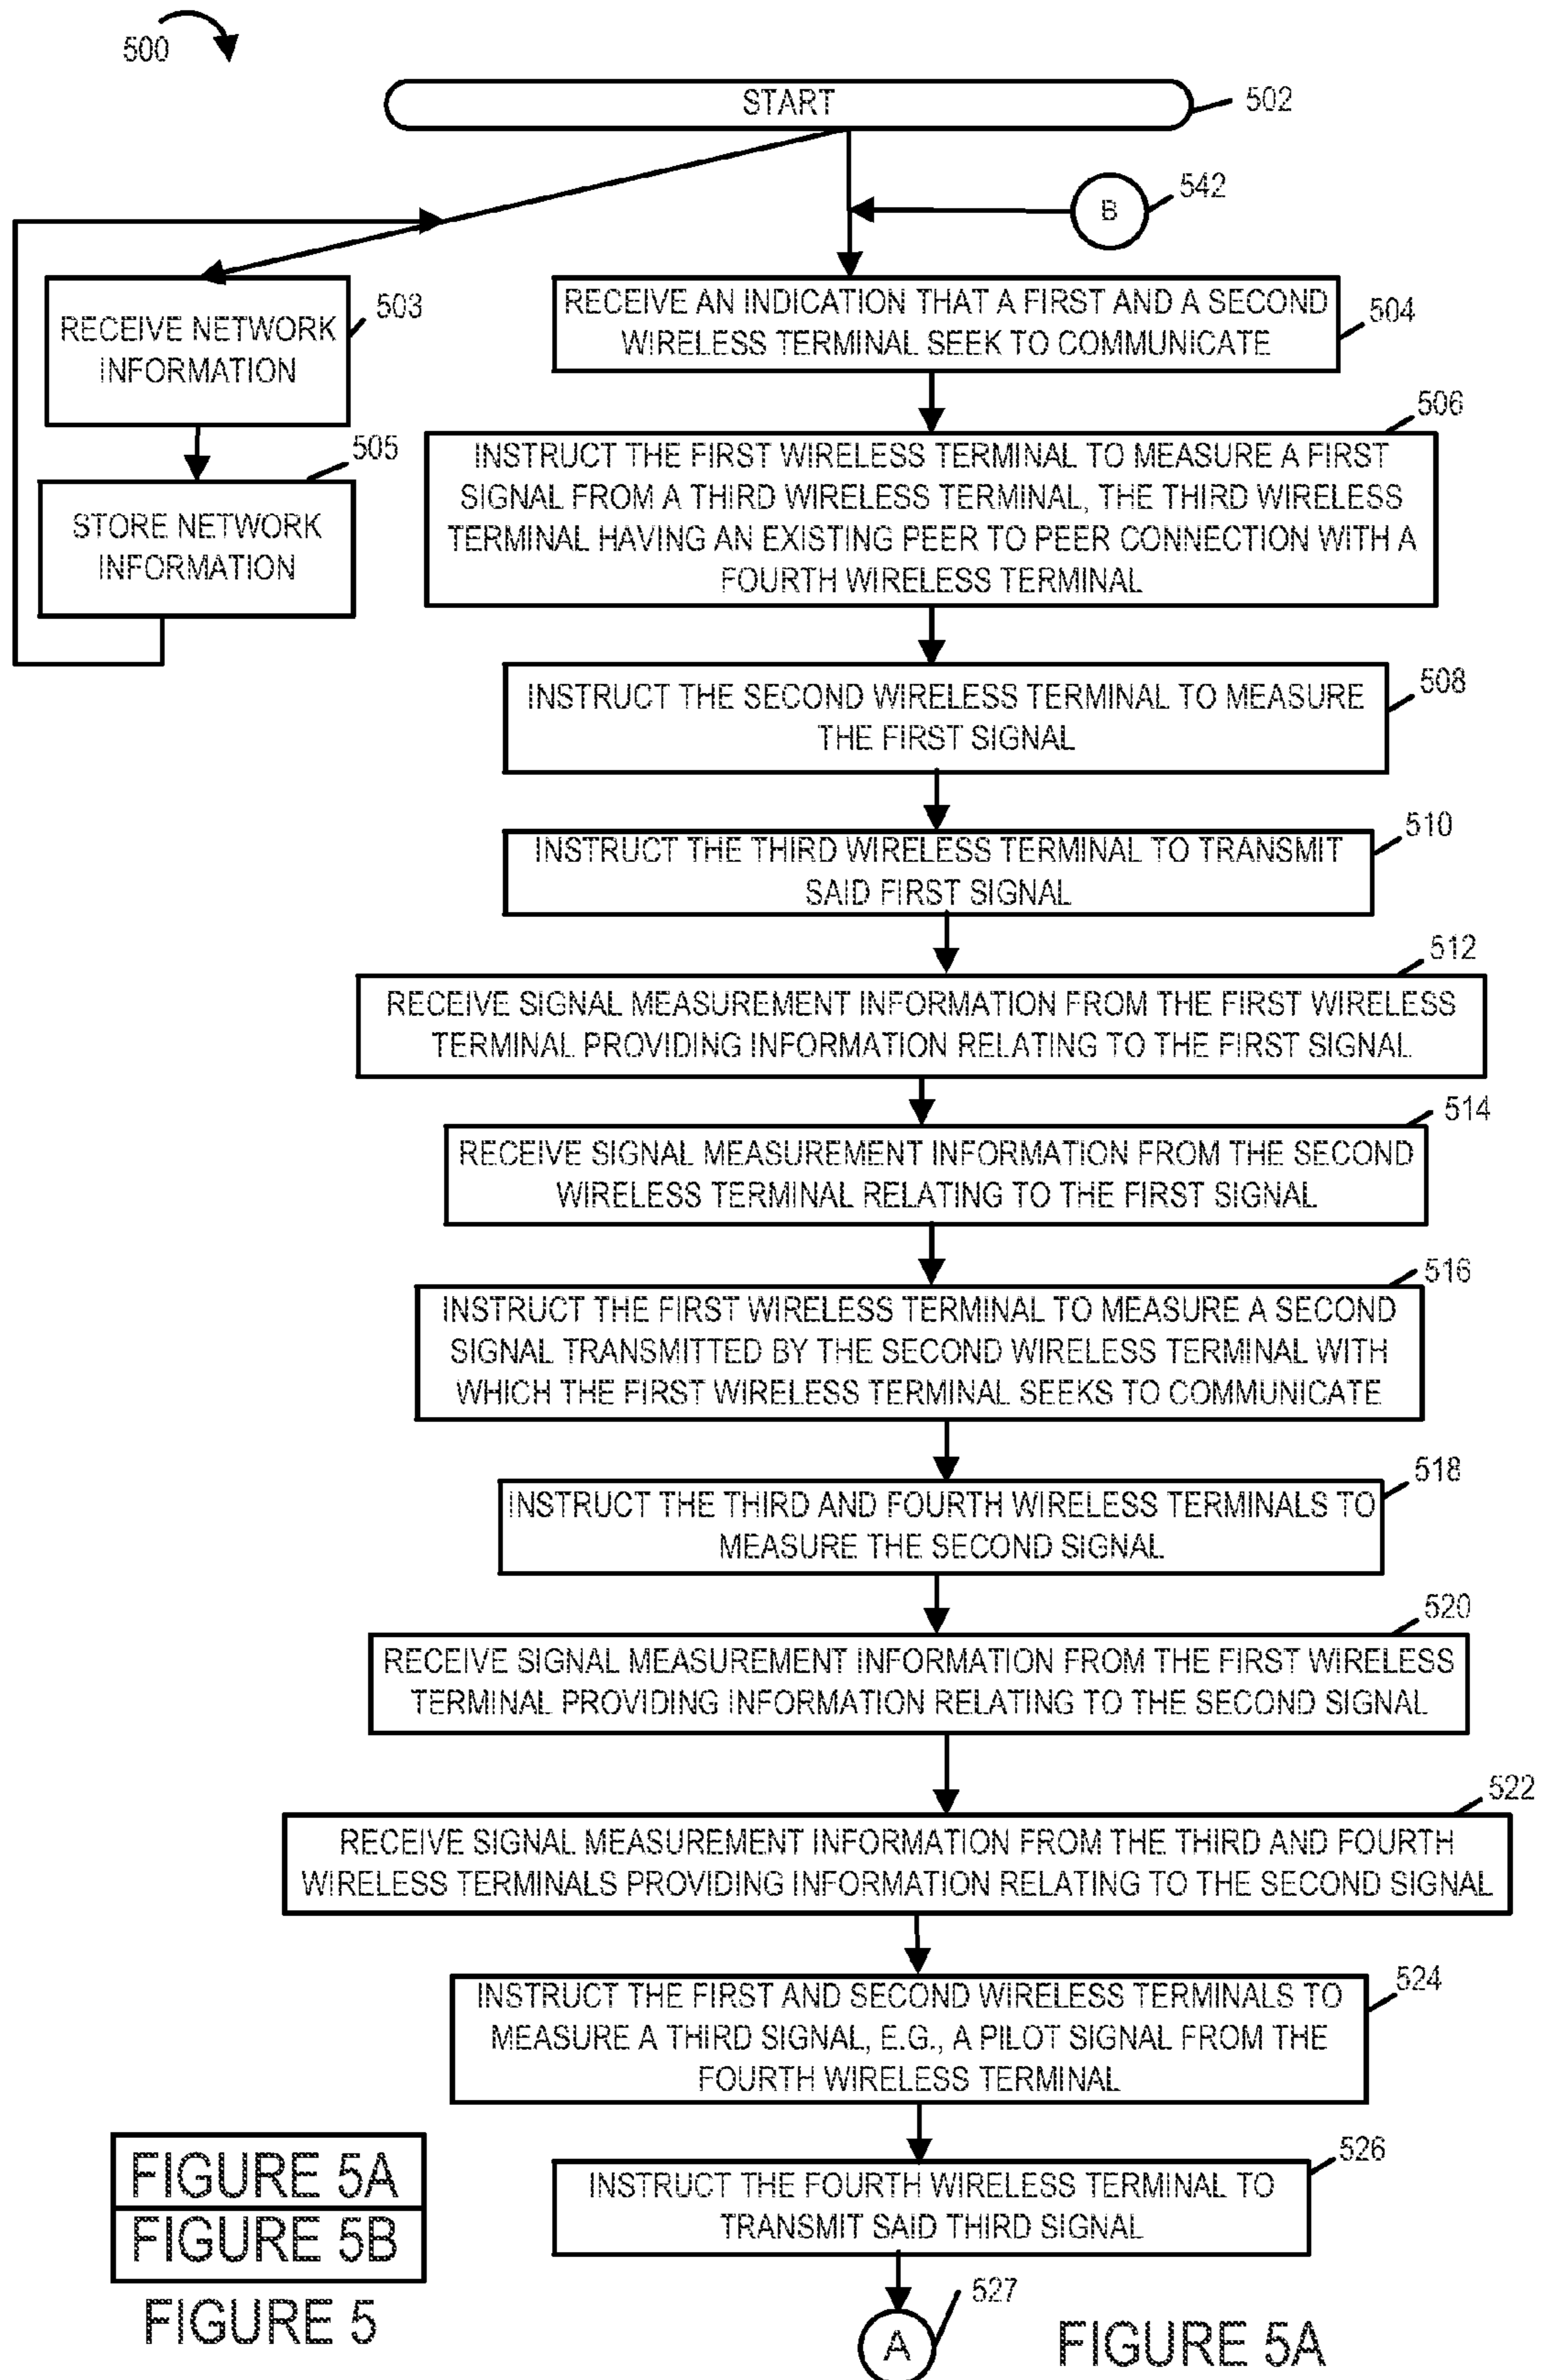 500
START
502
B
542
RECEIVE NETWORK
INFORMATION
503
STORE NETWORK
INFORMATION
505
RECEIVE AN INDICATION THAT A FIRST AND A SECOND
WIRELESS TERMINAL SEEK TO COMMUNICATE
504
INSTRUCT THE FIRST WIRELESS TERMINAL TO MEASURE A FIRST
SIGNAL FROM A THIRD WIRELESS TERMINAL, THE THIRD WIRELESS
TERMINAL HAVING AN EXISTING PEER TO PEER CONNECTION WITH A
FOURTH WIRELESS TERMINAL
506
INSTRUCT THE SECOND WIRELESS TERMINAL TO MEASURE
THE FIRST SIGNAL
508
INSTRUCT THE THIRD WIRELESS TERMINAL TO TRANSMIT
SAID FIRST SIGNAL
510
RECEIVE SIGNAL MEASUREMENT INFORMATION FROM THE FIRST WIRELESS
TERMINAL PROVIDING INFORMATION RELATING TO THE FIRST SIGNAL
512
RECEIVE SIGNAL MEASUREMENT INFORMATION FROM THE SECOND
WIRELESS TERMINAL RELATING TO THE FIRST SIGNAL
514
INSTRUCT THE FIRST WIRELESS TERMINAL TO MEASURE A SECOND
SIGNAL TRANSMITTED BY THE SECOND WIRELESS TERMINAL WITH
WHICH THE FIRST WIRELESS TERMINAL SEEKS TO COMMUNICATE
516
INSTRUCT THE THIRD AND FOURTH WIRELESS TERMINALS TO
MEASURE THE SECOND SIGNAL
518
RECEIVE SIGNAL MEASUREMENT INFORMATION FROM THE FIRST WIRELESS
TERMINAL PROVIDING INFORMATION RELATING TO THE SECOND SIGNAL
520
RECEIVE SIGNAL MEASUREMENT INFORMATION FROM THE THIRD AND FOURTH
WIRELESS TERMINALS PROVIDING INFORMATION RELATING TO THE SECOND SIGNAL
522
INSTRUCT THE FIRST AND SECOND WIRELESS TERMINALS TO
MEASURE A THIRD SIGNAL, E.G., A PILOT SIGNAL FROM THE
FOURTH WIRELESS TERMINAL
524
INSTRUCT THE FOURTH WIRELESS TERMINAL TO
TRANSMIT SAID THIRD SIGNAL
526
A
527
FIGURE 5A
FIGURE 5B
FIGURE 5
FIGURE 5A